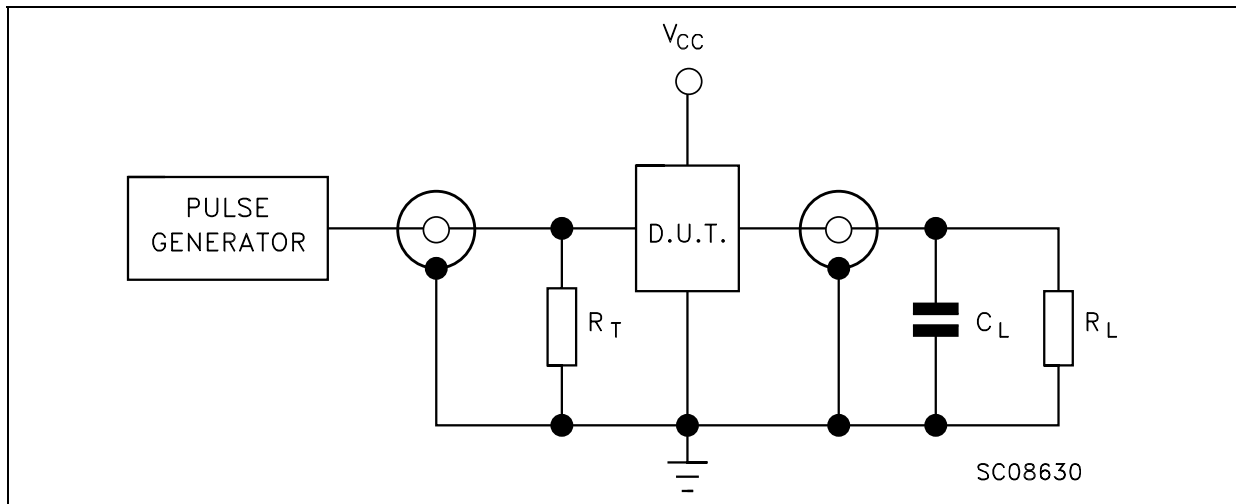 VCC
PULSE
GENERATOR
D.U.T.
RT
CL
RL
SC08630